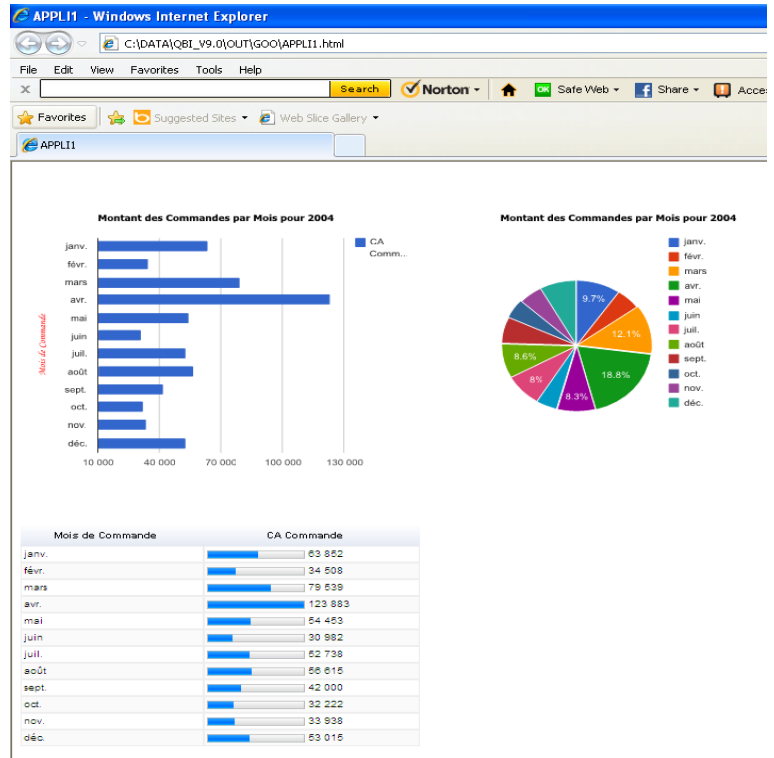 APPLI1 - Windows Internet Explorer
C:\DATA\QBI_V9.0\OUT\GOO\APPLI1.html
File Edit View Favorites Tools Help
Search Norton Safe Web Share Acce
Favorites Suggested Sites Web Slice Gallery
APPLI1
Montant des Commandes par Mois pour 2004
janv.
févr.
mars
avr.
mai
juin
juil.
août
sept.
oct.
nov.
déc.
Mois de Commande
10 000 40 000 70 000 100 000 130 000
CA
Comm...
Montant des Commandes par Mois pour 2004
9.7%
12.1%
18.8%
8.3%
8%
8.6%
janv.
févr.
mars
avr.
mai
juin
juil.
août
sept.
oct.
nov.
déc.
Mois de Commande CA Commande
janv. 63 852
févr. 34 508
mars 79 539
avr. 123 883
mai 54 453
juin 30 982
juil. 52 738
août 56 615
sept. 42 000
oct. 32 222
nov. 33 938
déc. 53 015